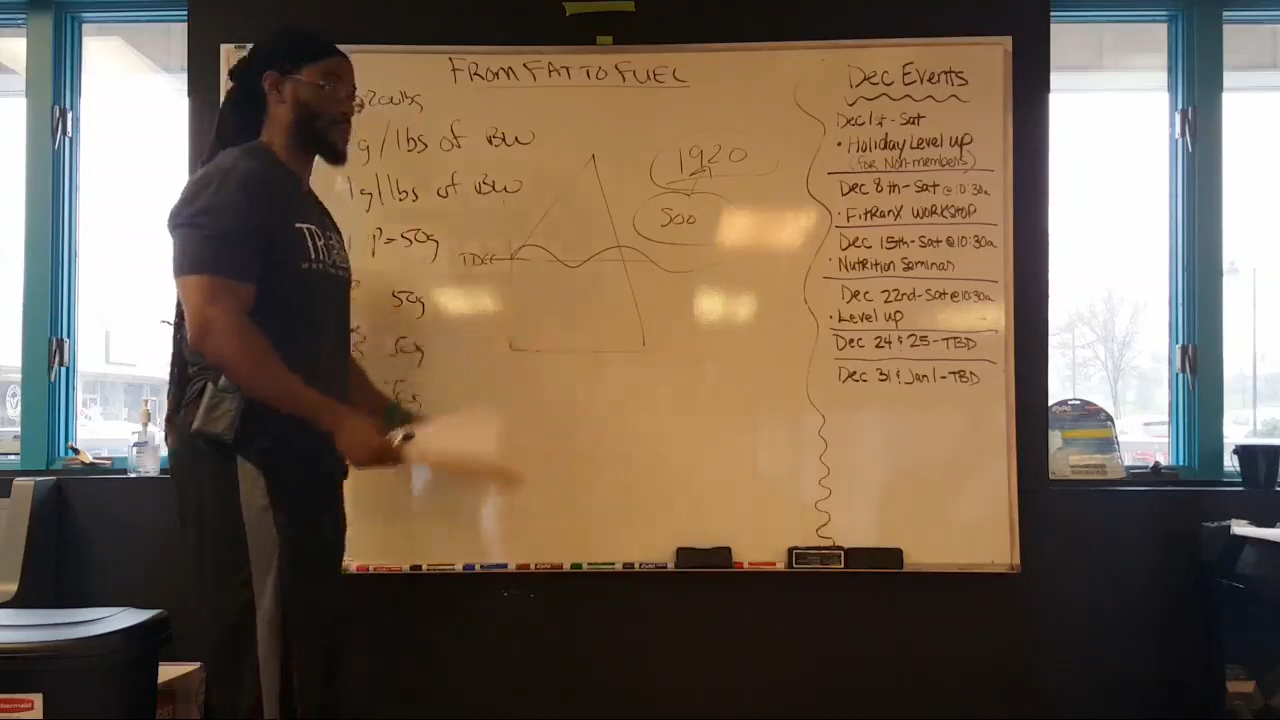 FROM FAT TO FUEL
200lbs
g/lbs of BW
1g/lbs of BW
P=50g
50g
50g
TDEE
1920
500
Dec Events
Dec 1st-Sat
• Holiday Level up
(for Non-members)
Dec 8th-Sat @ 10:30a
• FitRanX WORKSHOP
Dec 15th-Sat @ 10:30a
• Nutrition Seminar
Dec 22nd-Sat @ 10:30a
• Level up
Dec 24 & 25-TBD
Dec 31 & Jan 1-TBD
TR
EXPO